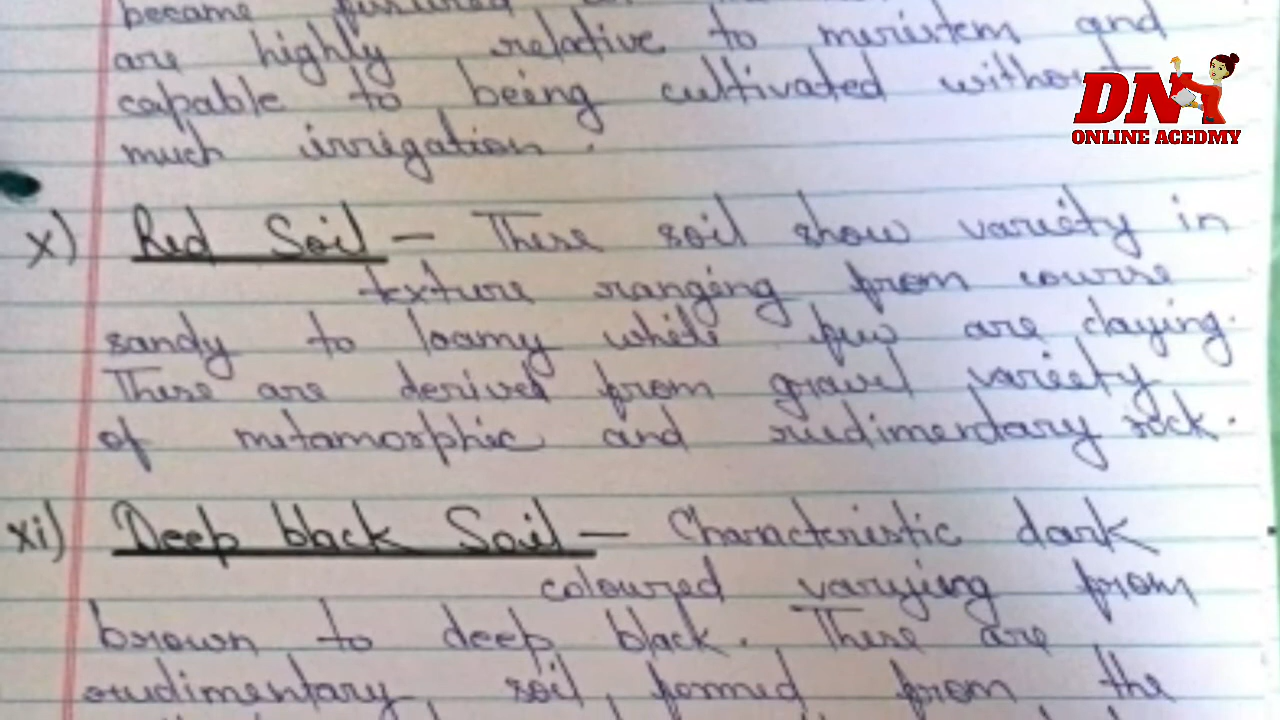 became
are highly relative to meristem and
capable to being cultivated without
much irrigation.
DN
ONLINE ACEDMY
x) Red Soil - These soil show variety in
texture ranging from course
sandy to loamy while few are claying.
These are derived from gravel variety
of metamorphic and rudimentary rock.
xi) Deep black Soil - Characteristic dark
coloured varying from
brown to deep black. These are
rudimentary soil formed from the